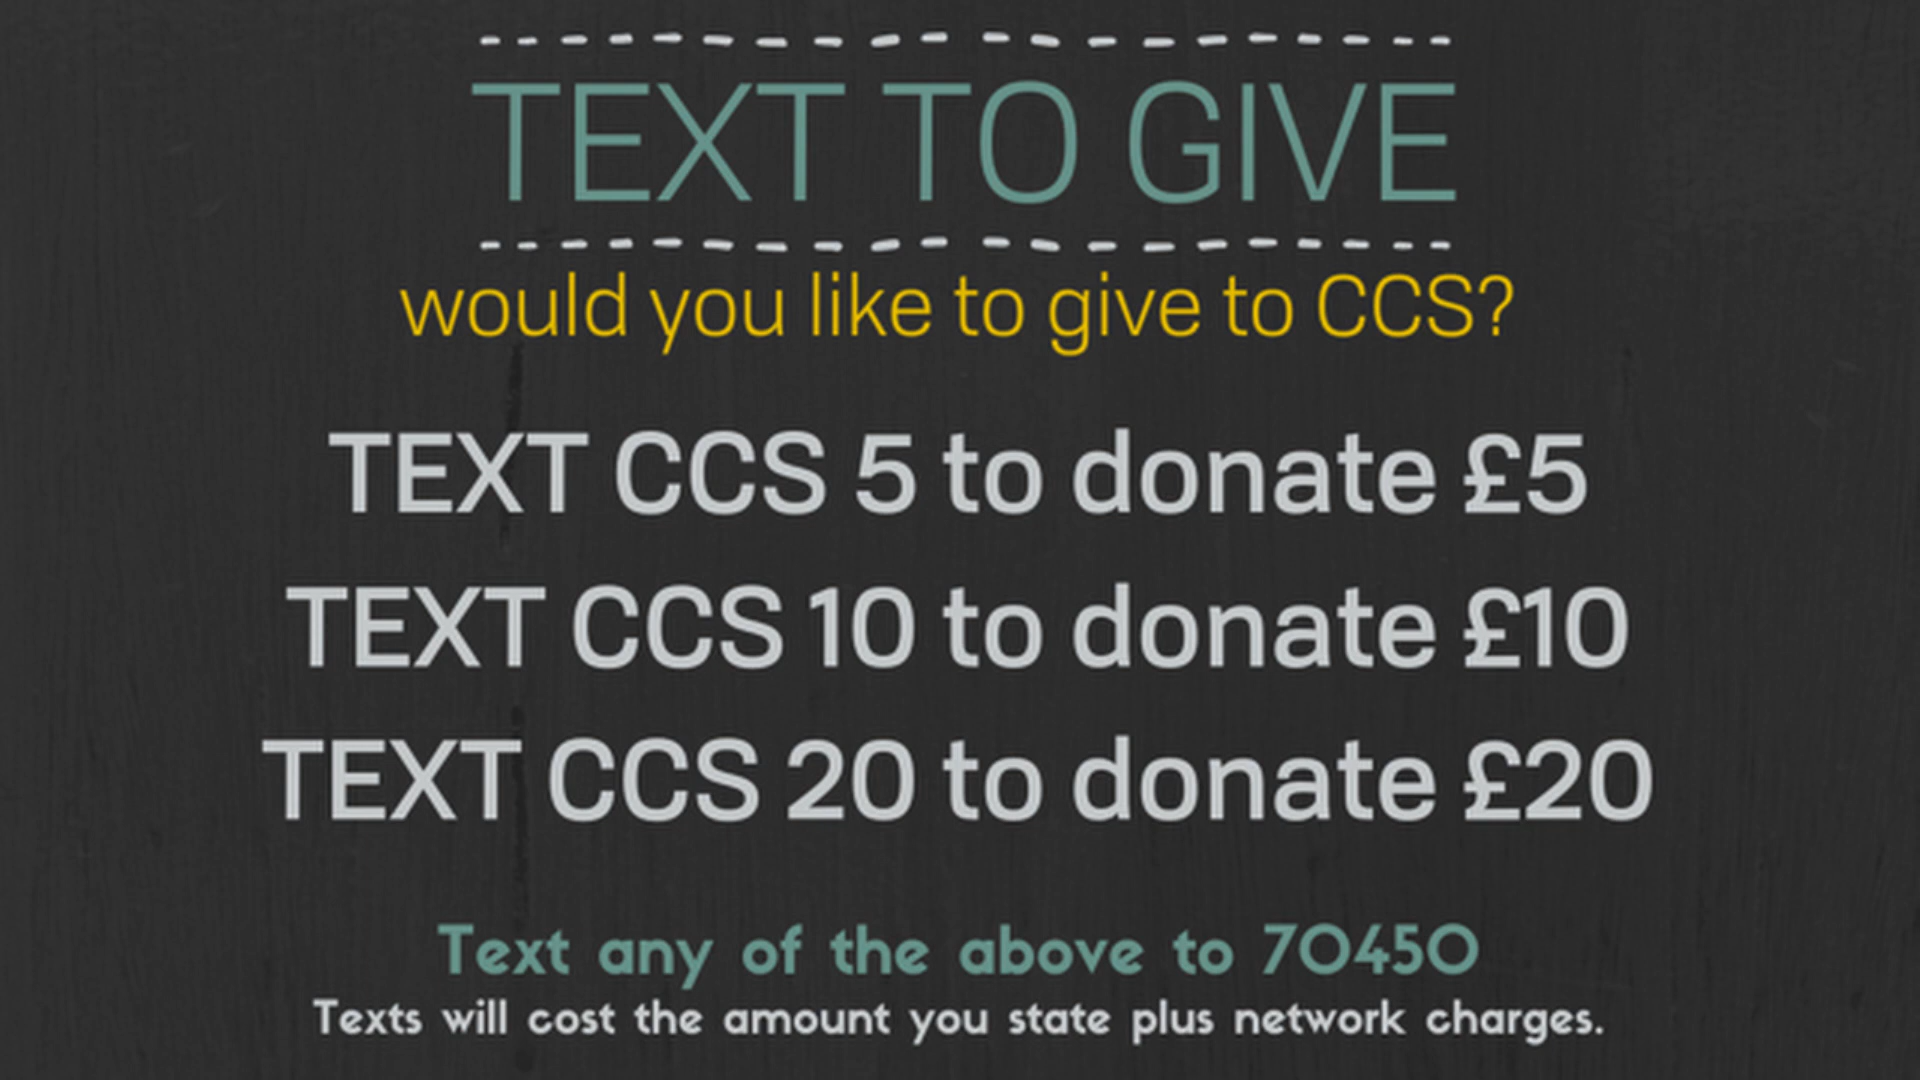 TEXT TO GIVE
would you like to give to CCS?
TEXT CCS 5 to donate £5
TEXT CCS 10 to donate £10
TEXT CCS 20 to donate £20
Text any of the above to 70450
Texts will cost the amount you state plus network charges.